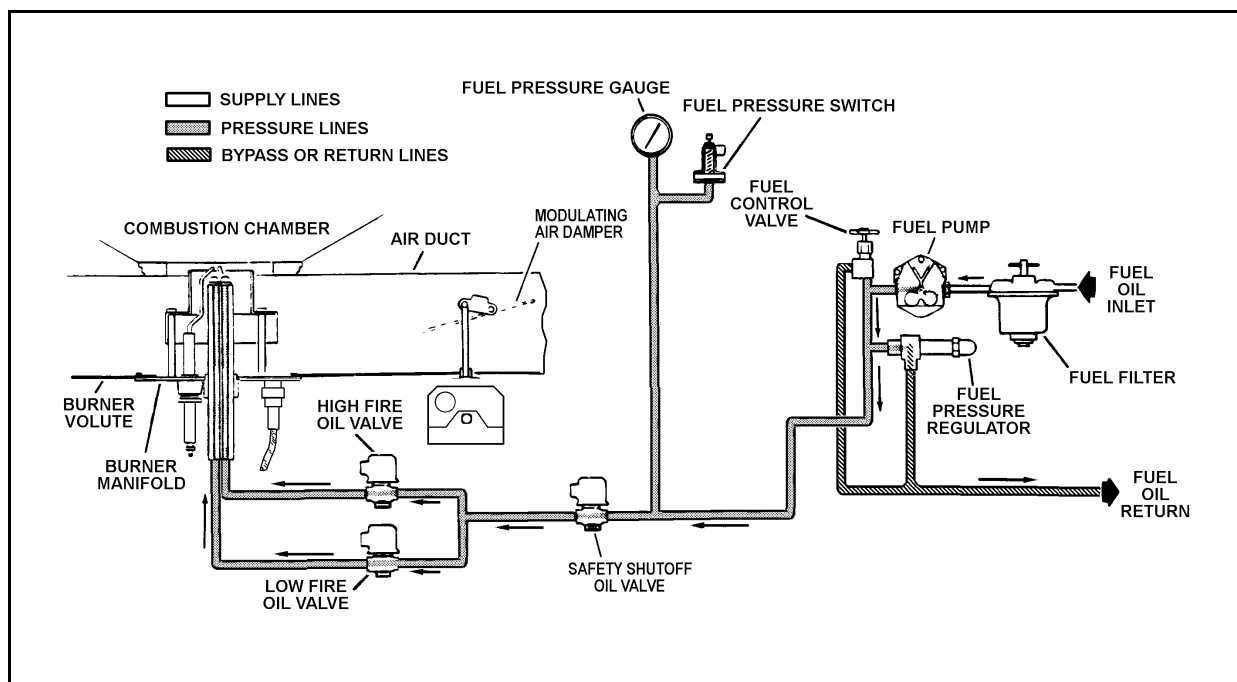 FUEL PRESSURE GAUGE
FUEL PRESSURE SWITCH
SUPPLY LINES
PRESSURE LINES
BYPASS OR RETURN LINES
FUEL
CONTROL
VALVE
FUEL PUMP
COMBUSTION CHAMBER
AIR DUCT
MODULATING
AIR DAMPER
FUEL
OIL
INLET
FUEL FILTER
BURNER
VOLUTE
HIGH FIRE
OIL VALVE
FUEL
PRESSURE
REGULATOR
BURNER
MANIFOLD
FUEL
OIL
RETURN
LOW FIRE
OIL VALVE
SAFETY SHUTOFF
OIL VALVE